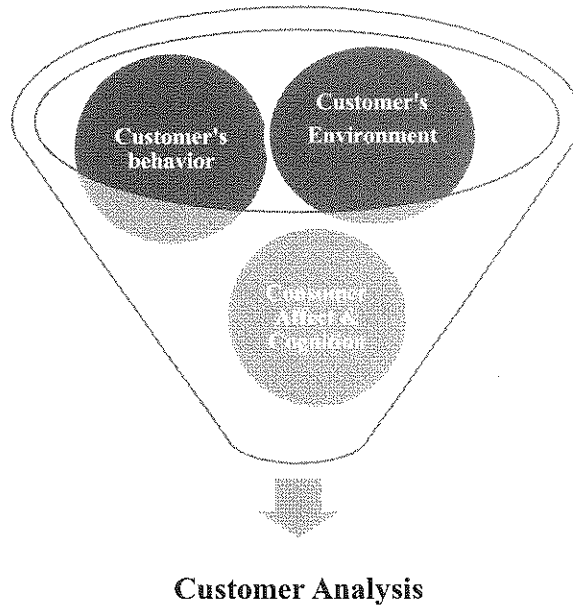 Customer's
behavior
Customer's
Environment
Consumer
Affect &
Cognition
Customer Analysis